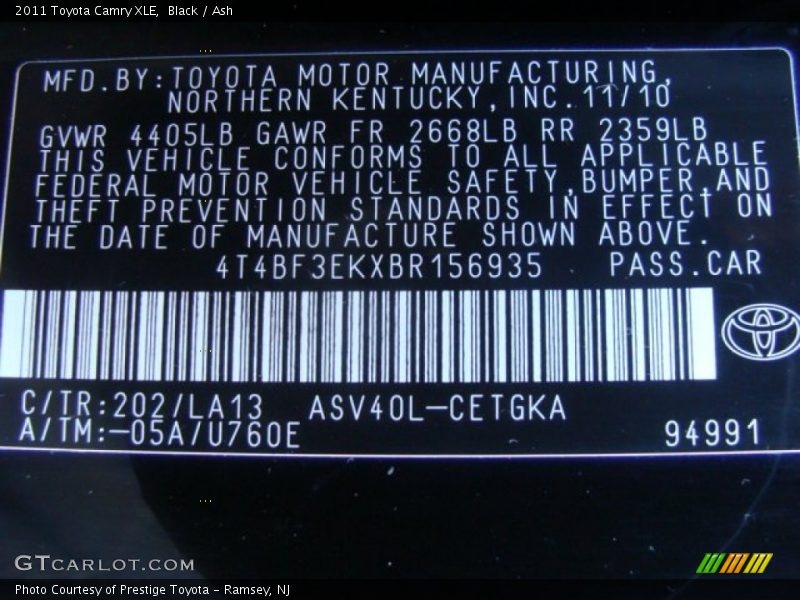 2011 Toyota Camry XLE,  Black / Ash
MFD.BY:TOYOTA MOTOR MANUFACTURING,
NORTHERN KENTUCKY,INC.11/10
GVWR 4405LB GAWR FR 2668LB RR 2359LB
THIS VEHICLE CONFORMS TO ALL APPLICABLE
FEDERAL MOTOR VEHICLE SAFETY,BUMPER,AND
THEFT PREVENTION STANDARDS IN EFFECT ON
THE DATE OF MANUFACTURE SHOWN ABOVE.
4T4BF3EKXBR156935 PASS.CAR
C/TR:202/LA13 ASV40L-CETGKA
A/TM:-05A/U760E 94991
GTCARLOT.COM
Photo Courtesy of Prestige Toyota - Ramsey, NJ